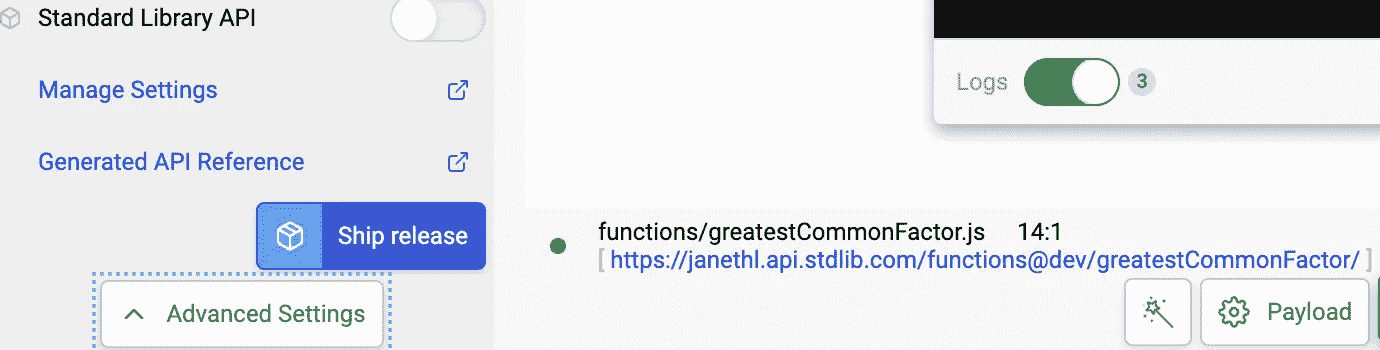 Standard Library API
Manage Settings
Generated API Reference
Ship release
Advanced Settings
Logs 3
functions/greatestCommonFactor.js 14:1
[ https://janethl.api.stdlib.com/functions@dev/greatestCommonFactor/ ]
Payload